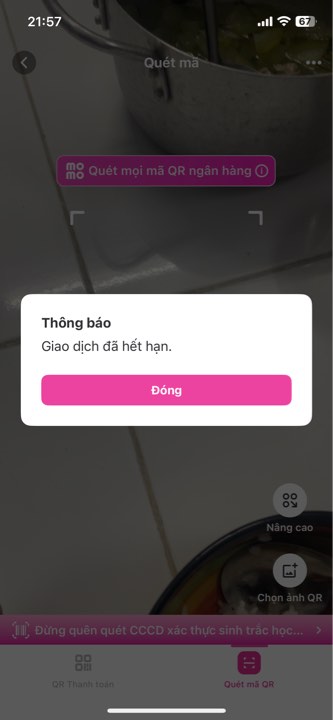 21:57
67
Quét mã
mo
mo
Quét mọi mã QR ngân hàng
Thông báo
Giao dịch đã hết hạn.
Đóng
Nâng cao
Chọn ảnh QR
Đừng quên quét CCCD xác thực sinh trắc học...
QR Thanh toán
Quét mã QR